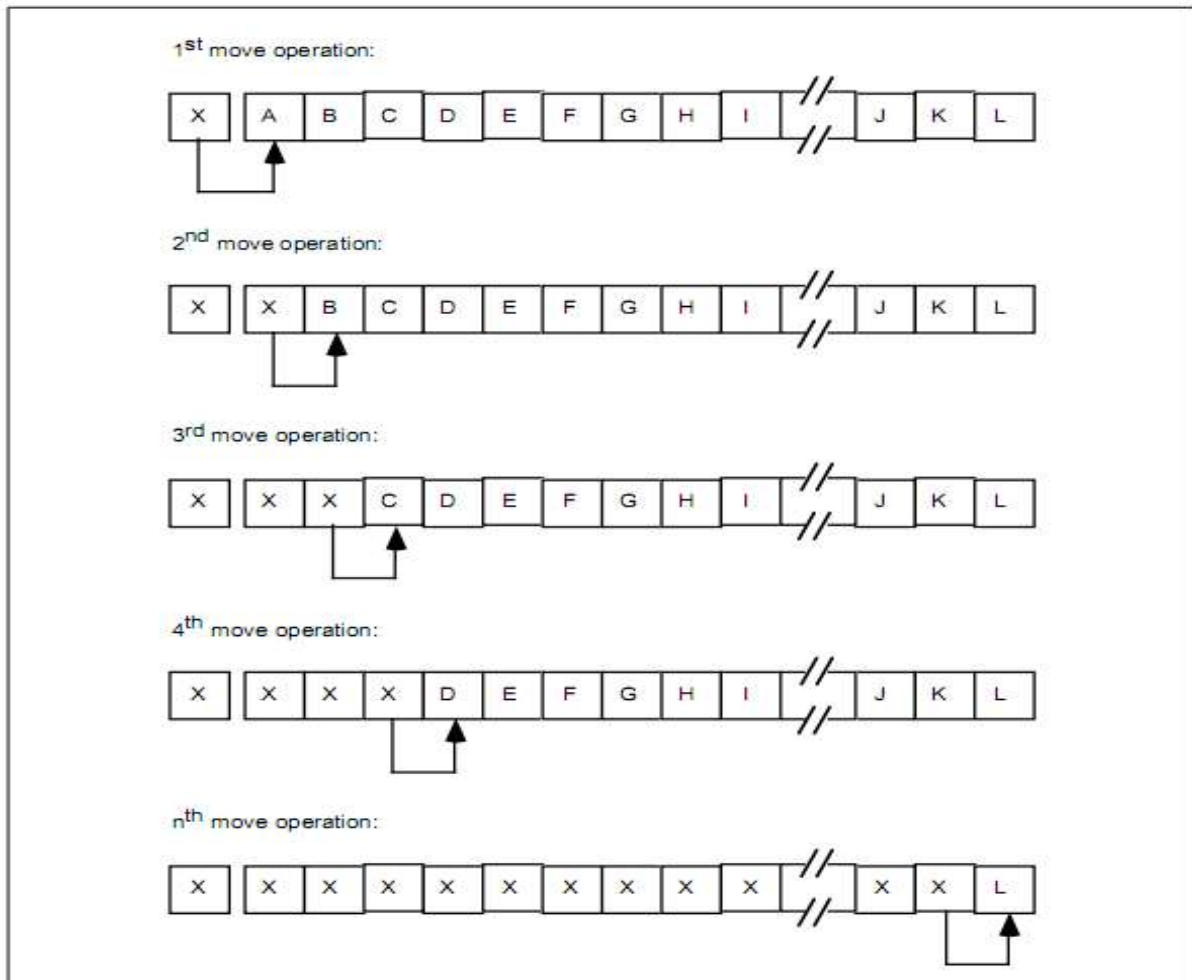 1st move operation:
X A B C D E F G H I J K L
2nd move operation:
X X B C D E F G H I J K L
3rd move operation:
X X X C D E F G H I J K L
4th move operation:
X X X X D E F G H I J K L
nth move operation:
X X X X X X X X X X X X L